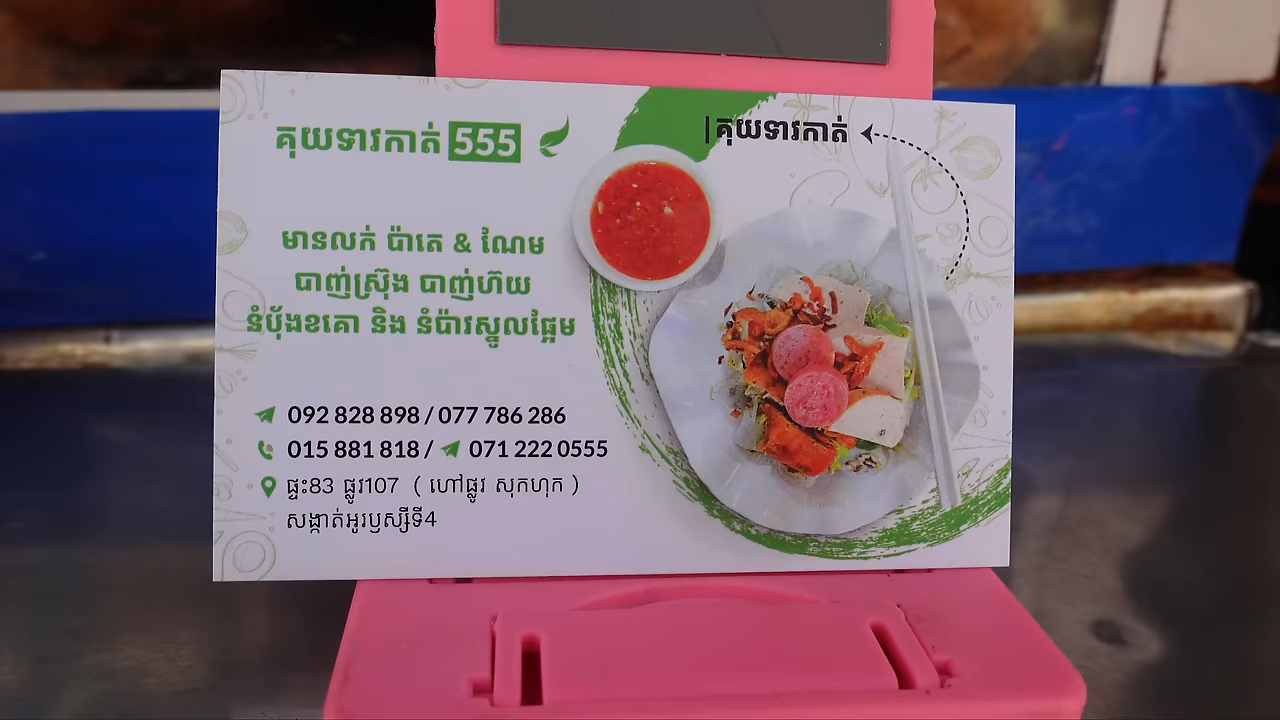 គុយទាវកាត់ 555
|គុយទាវកាត់
មានលក់ ប៉ាតេ & ណែម
បាញ់ស្រ៊ុង បាញ់ហ៊យ
នំប៉័ងខគោ និង នំប៉ាវស្នូលផ្អែម
092 828 898 / 077 786 286
015 881 818 / 071 222 0555
ផ្ទះ83 ផ្លូវ107 ( ហៅផ្លូវ សុកហុក )
សង្កាត់អូរឫស្សីទី4